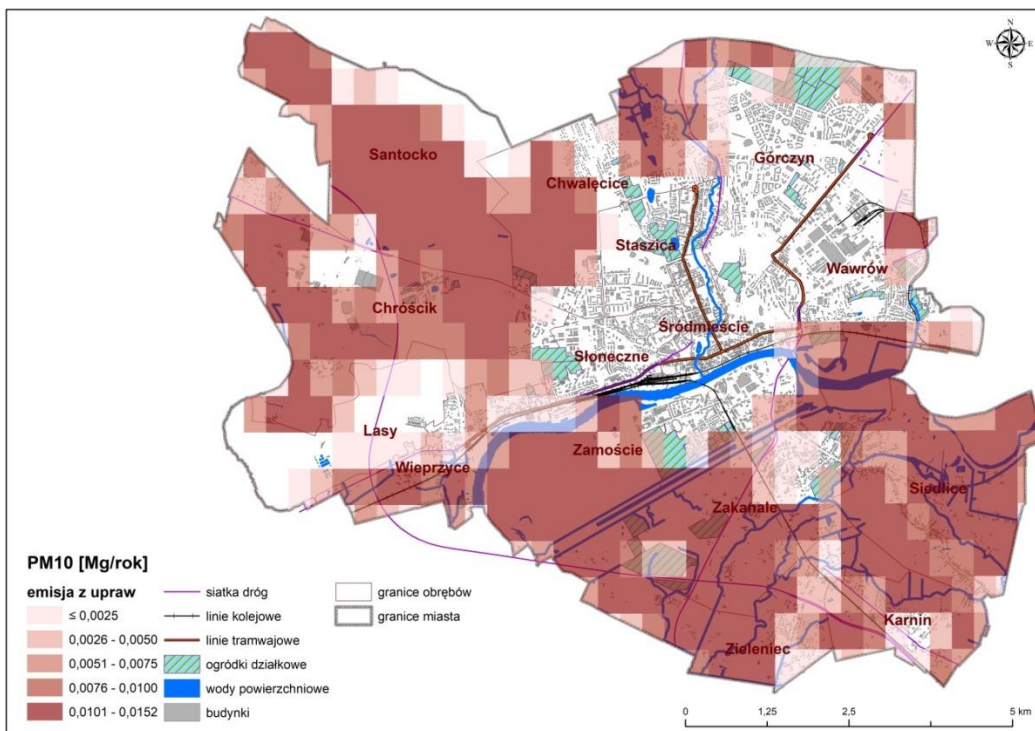 N
W E
S
Santocko
Górczyn
Chwalęcice
Staszica
Wawrów
Chróścik
Śródmieście
Słoneczne
Lasy
Zamoście
Wieprzyce
Siedlice
Zakanale
Karnin
Zieleniec
PM10 [Mg/rok]
emisja z upraw
≤ 0,0025
0,0026 - 0,0050
0,0051 - 0,0075
0,0076 - 0,0100
0,0101 - 0,0152
siatka dróg
linie kolejowe
linie tramwajowe
ogródki działkowe
wody powierzchniowe
budynki
granice obrębów
granice miasta
0 1,25 2,5 5 km